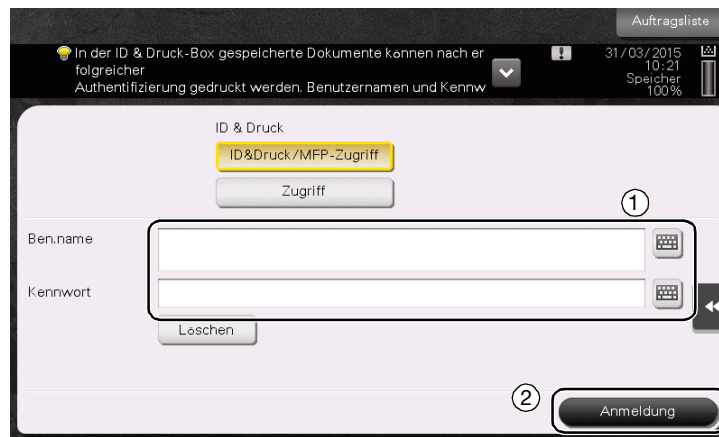 Auftragsliste
In der ID & Druck-Box gespeicherte Dokumente können nach er
folgreicher
Authentifizierung gedruckt werden. Benutzernamen und Kennw
31/03/2015
10:21
Speicher
100%
ID & Druck
ID&Druck/MFP-Zugriff
Zugriff
1
Ben.name
Kennwort
Löschen
2
Anmeldung